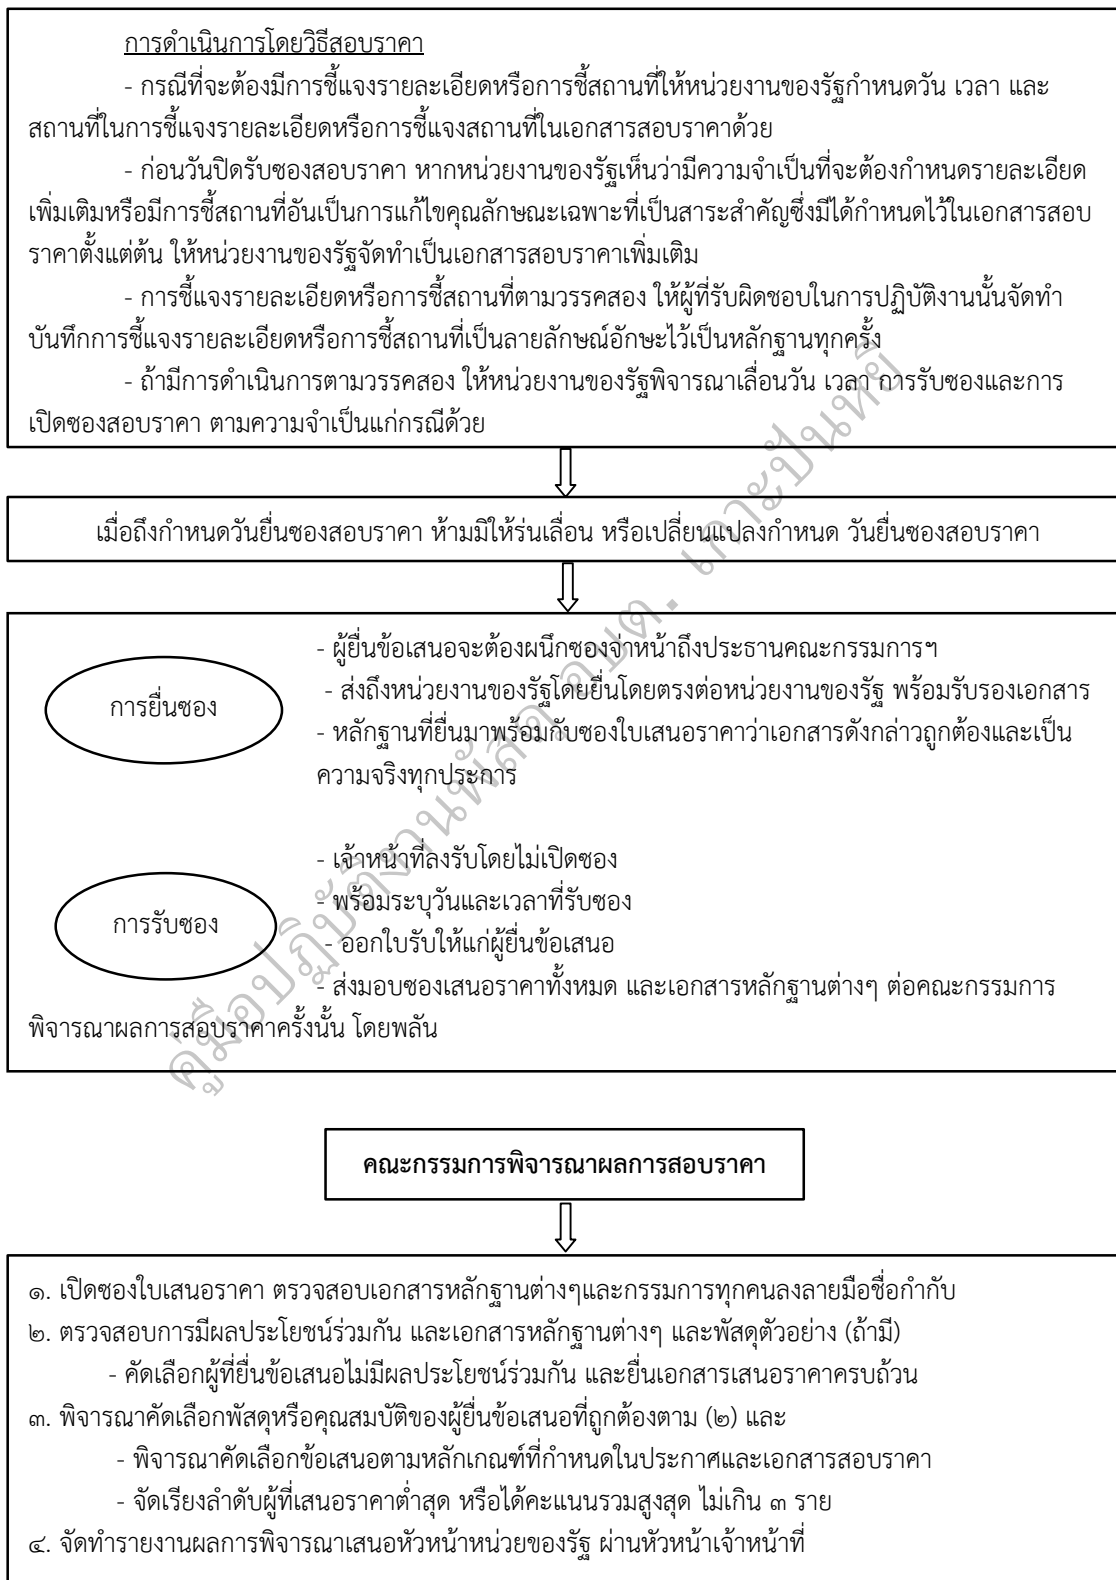 การดำเนินการโดยวิธีสอบราคา
- กรณีที่จะต้องมีการชี้แจงรายละเอียดหรือการชี้สถานที่ให้หน่วยงานของรัฐกำหนดวัน เวลา และ
สถานที่ในการชี้แจงรายละเอียดหรือการชี้แจงสถานที่ในเอกสารสอบราคาด้วย
- ก่อนวันปิดรับซองสอบราคา หากหน่วยงานของรัฐเห็นว่ามีความจำเป็นที่จะต้องกำหนดรายละเอียด
เพิ่มเติมหรือมีการชี้สถานที่อันเป็นการแก้ไขคุณลักษณะเฉพาะที่เป็นสาระสำคัญซึ่งมีได้กำหนดไว้ในเอกสารสอบ
ราคาตั้งแต่ต้น ให้หน่วยงานของรัฐจัดทำเป็นเอกสารสอบราคาเพิ่มเติม
- การชี้แจงรายละเอียดหรือการชี้สถานที่ตามวรรคสอง ให้ผู้ที่รับผิดชอบในการปฏิบัติงานนั้นจัดทำ
บันทึกการชี้แจงรายละเอียดหรือการชี้สถานที่เป็นลายลักษณ์อักษะไว้เป็นหลักฐานทุกครั้ง
- ถ้ามีการดำเนินการตามวรรคสอง ให้หน่วยงานของรัฐพิจารณาเลื่อนวัน เวลา การรับซองและการ
เปิดซองสอบราคา ตามความจำเป็นแก่กรณีด้วย
เมื่อถึงกำหนดวันยื่นซองสอบราคา ห้ามมิให้ร่นเลื่อน หรือเปลี่ยนแปลงกำหนด วันยื่นซองสอบราคา
การยื่นซอง
- ผู้ยื่นข้อเสนอจะต้องผนึกซองจ่าหน้าถึงประธานคณะกรรมการฯ
- ส่งถึงหน่วยงานของรัฐโดยยื่นโดยตรงต่อหน่วยงานของรัฐ พร้อมรับรองเอกสาร
- หลักฐานที่ยื่นมาพร้อมกับซองใบเสนอราคาว่าเอกสารดังกล่าวถูกต้องและเป็น
ความจริงทุกประการ
การรับซอง
- เจ้าหน้าที่ลงรับโดยไม่เปิดซอง
- พร้อมระบุวันและเวลาที่รับซอง
- ออกใบรับให้แก่ผู้ยื่นข้อเสนอ
- ส่งมอบซองเสนอราคาทั้งหมด และเอกสารหลักฐานต่างๆ ต่อคณะกรรมการ
พิจารณาผลการสอบราคาครั้งนั้น โดยพลัน
คู่มือปฏิบัติงานพัสดุ อบต. เกาะปันหยี
คณะกรรมการพิจารณาผลการสอบราคา
๑. เปิดซองใบเสนอราคา ตรวจสอบเอกสารหลักฐานต่างๆและกรรมการทุกคนลงลายมือชื่อกำกับ
๒. ตรวจสอบการมีผลประโยชน์ร่วมกัน และเอกสารหลักฐานต่างๆ และพัสดุตัวอย่าง (ถ้ามี)
- คัดเลือกผู้ที่ยื่นข้อเสนอไม่มีผลประโยชน์ร่วมกัน และยื่นเอกสารเสนอราคาครบถ้วน
๓. พิจารณาคัดเลือกพัสดุหรือคุณสมบัติของผู้ยื่นข้อเสนอที่ถูกต้องตาม (๒) และ
- พิจารณาคัดเลือกข้อเสนอตามหลักเกณฑ์ที่กำหนดในประกาศและเอกสารสอบราคา
- จัดเรียงลำดับผู้ที่เสนอราคาต่ำสุด หรือได้คะแนนรวมสูงสุด ไม่เกิน ๓ ราย
๔. จัดทำรายงานผลการพิจารณาเสนอหัวหน้าหน่วยของรัฐ ผ่านหัวหน้าเจ้าหน้าที่